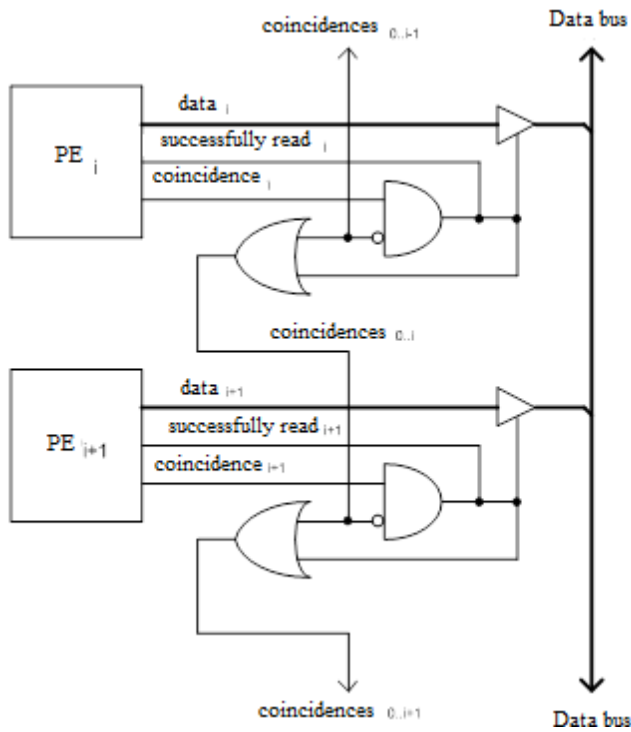 coincidences 0..i-1
Data bus
data i
successfully read i
PE i
coincidence i
coincidences 0..i
data i+1
successfully read i+1
PE i+1
coincidence i+1
coincidences 0..i+1
Data bus